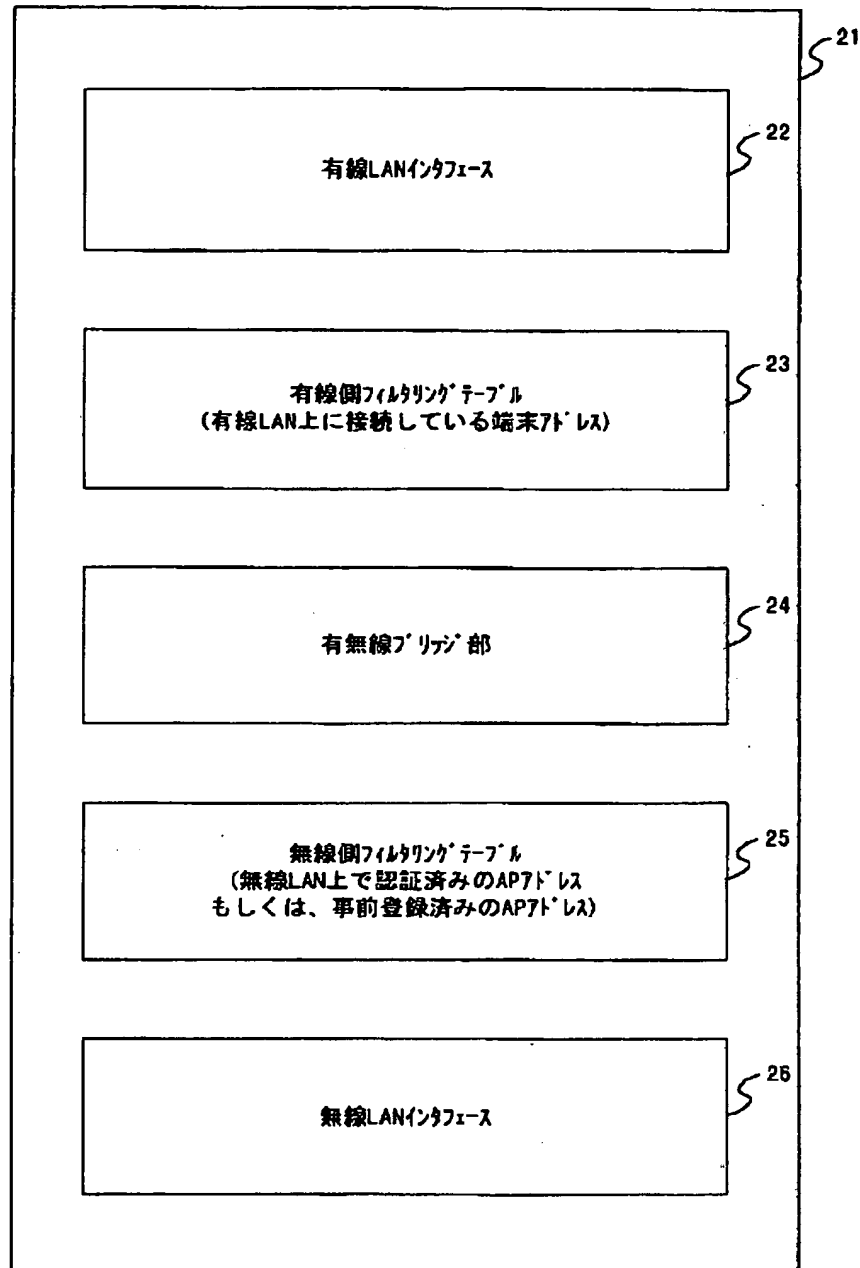 21
有線LANｲﾝﾀﾌｪｰｽ
22
有線側ﾌｨﾙﾀﾘﾝｸﾞﾃｰﾌﾞﾙ
(有線LAN上に接続している端末ｱﾄﾞﾚｽ)
23
有無線ﾌﾞﾘｯｼﾞ部
24
無線側ﾌｨﾙﾀﾘﾝｸﾞﾃｰﾌﾞﾙ
(無線LAN上で認証済みのAPｱﾄﾞﾚｽ
もしくは、事前登録済みのAPｱﾄﾞﾚｽ)
25
無線LANｲﾝﾀﾌｪｰｽ
26